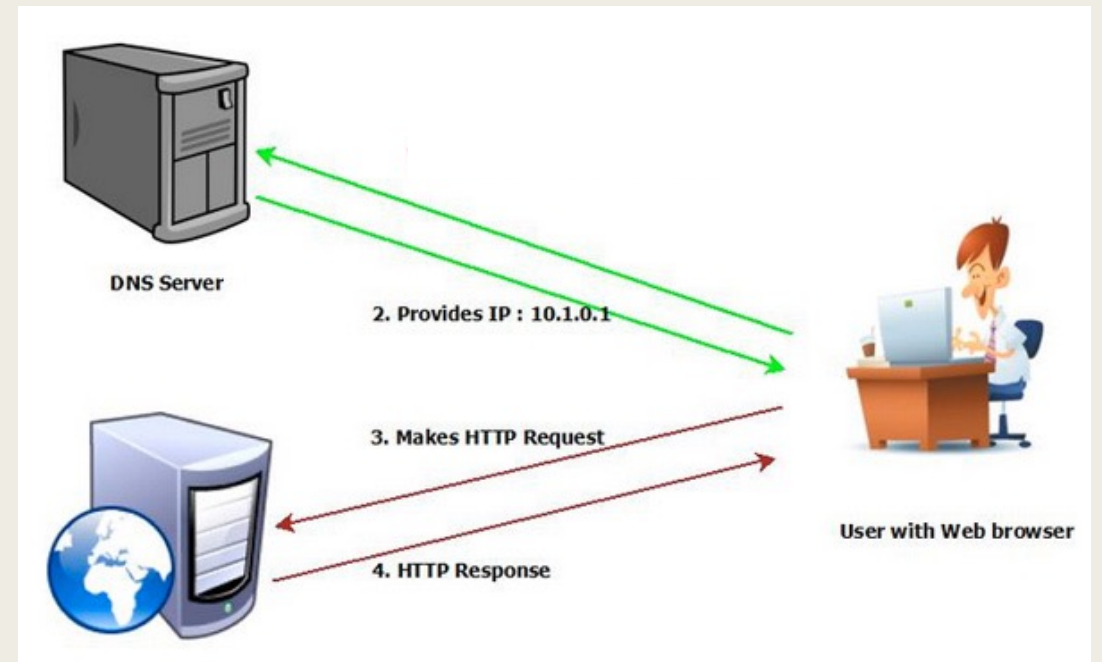 DNS Server
2. Provides IP : 10.1.0.1
3. Makes HTTP Request
User with Web browser
4. HTTP Response